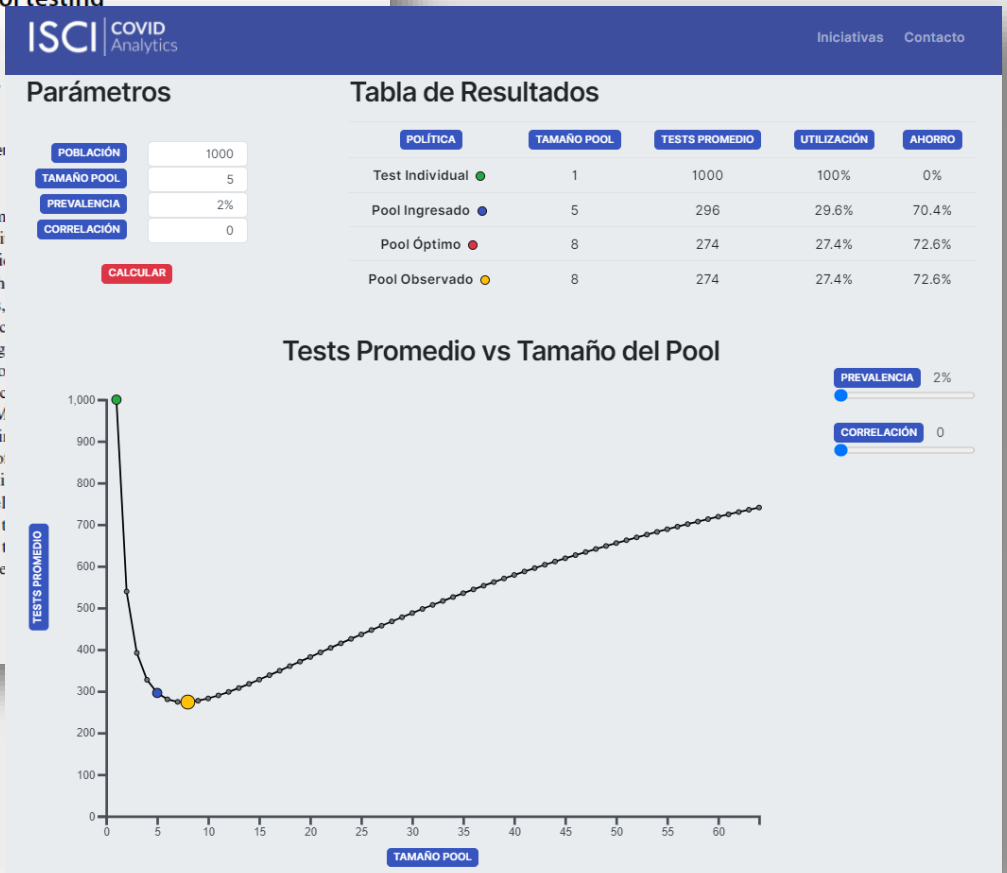 ol testing
ISCI COVID Analytics
Iniciativas Contacto
Parámetros
POBLACIÓN 1000
TAMAÑO POOL 5
PREVALENCIA 2%
CORRELACIÓN 0
CALCULAR
Tabla de Resultados
POLÍTICA TAMAÑO POOL TESTS PROMEDIO UTILIZACIÓN AHORRO
Test Individual 1 1000 100% 0%
Pool Ingresado 5 296 29.6% 70.4%
Pool Óptimo 8 274 27.4% 72.6%
Pool Observado 8 274 27.4% 72.6%
Tests Promedio vs Tamaño del Pool
PREVALENCIA 2%
CORRELACIÓN 0
TESTS PROMEDIO
1,000
900
800
700
600
500
400
300
200
100
0
0 5 10 15 20 25 30 35 40 45 50 55 60
TAMAÑO POOL